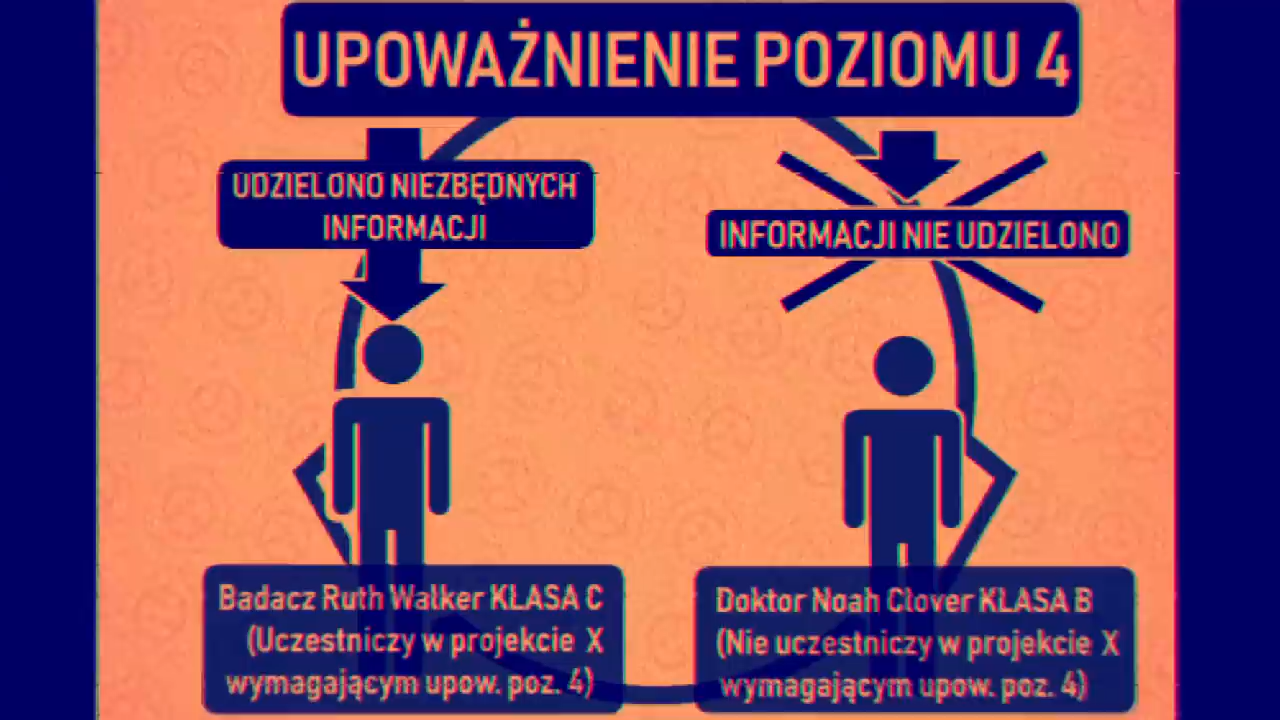 UPOWAŻNIENIE POZIOMU 4
UDZIELONO NIEZBĘDNYCH
INFORMACJI
INFORMACJI NIE UDZIELONO
Badacz Ruth Walker KLASA C
(Uczestniczy w projekcie X
wymagającym upow. poz. 4)
Doktor Noah Clover KLASA B
(Nie uczestniczy w projekcie X
wymagającym upow. poz. 4)